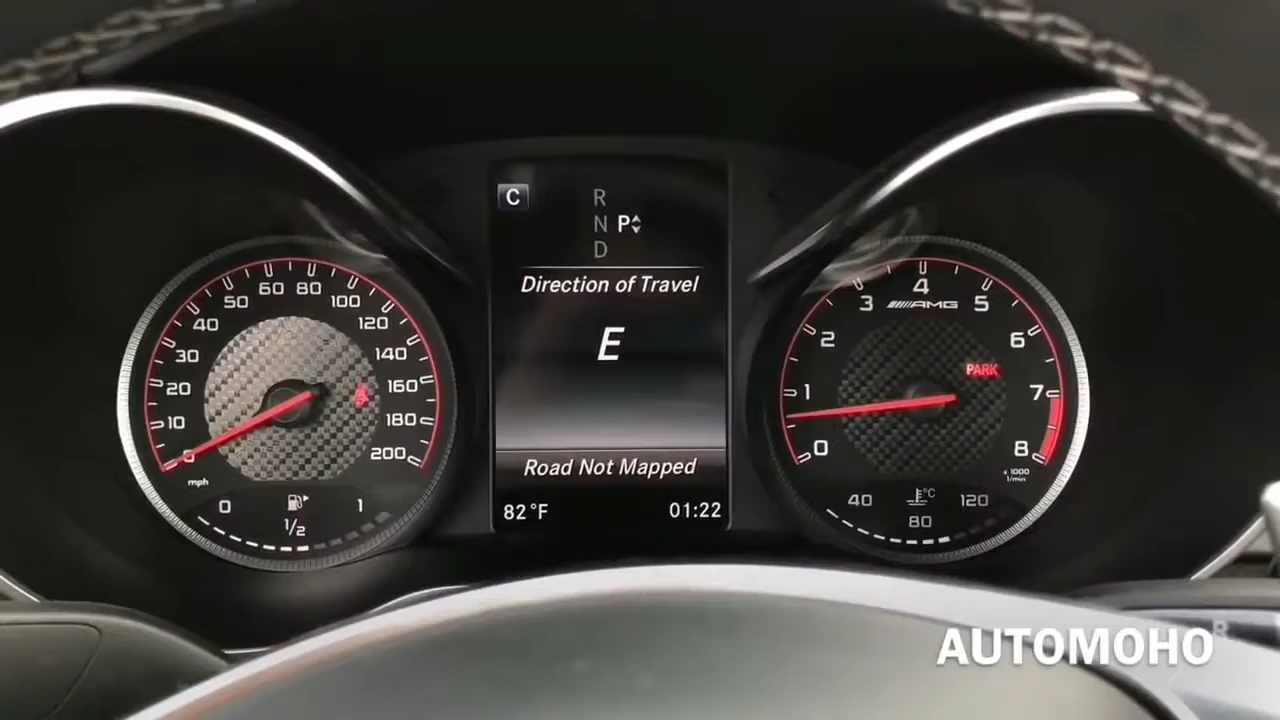 C
R
N P
D
Direction of Travel
E
Road Not Mapped
82°F
01:22
0
10
20
30
40
50
60
80
100
120
140
160
180
200
mph
0
1/2
1
0
1
2
3
4
5
6
7
8
AMG
PARK
x 1000
1/min
40
°C
80
120
AUTOMOHO